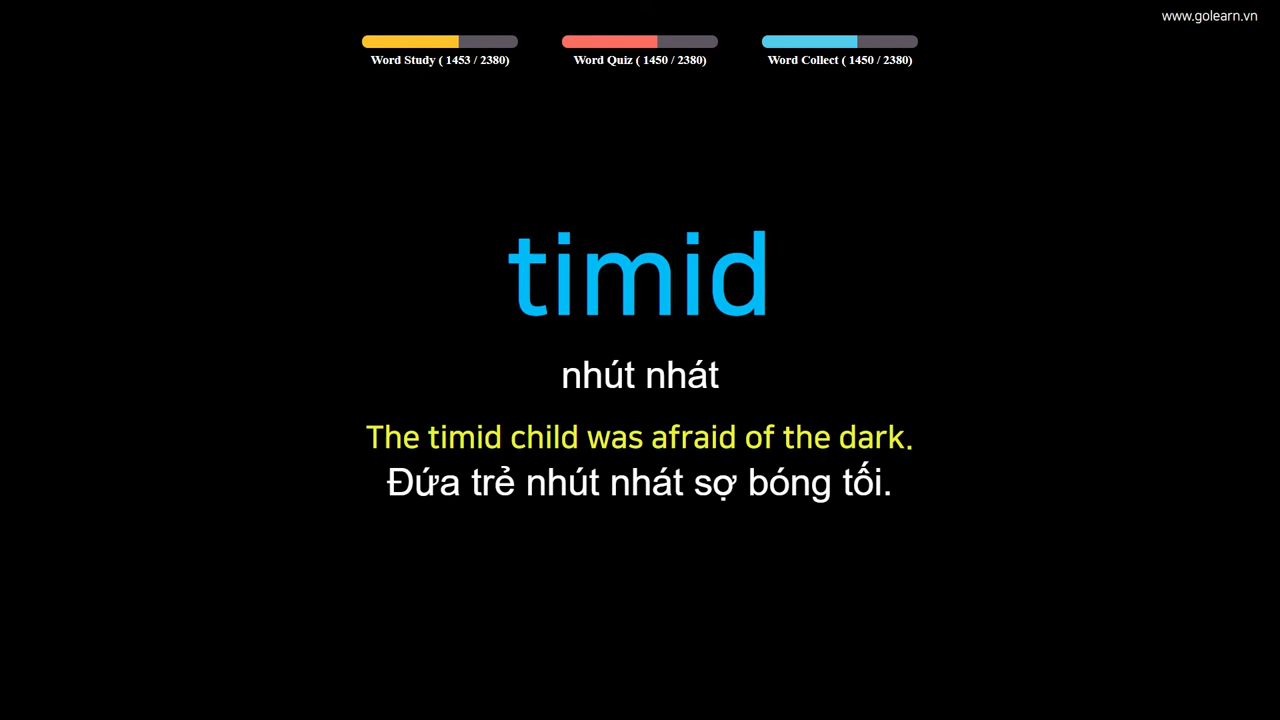 www.golearn.vn
Word Study ( 1453 / 2380)
Word Quiz ( 1450 / 2380)
Word Collect ( 1450 / 2380)
timid
nhút nhát
The timid child was afraid of the dark.
Đứa trẻ nhút nhát sợ bóng tối.